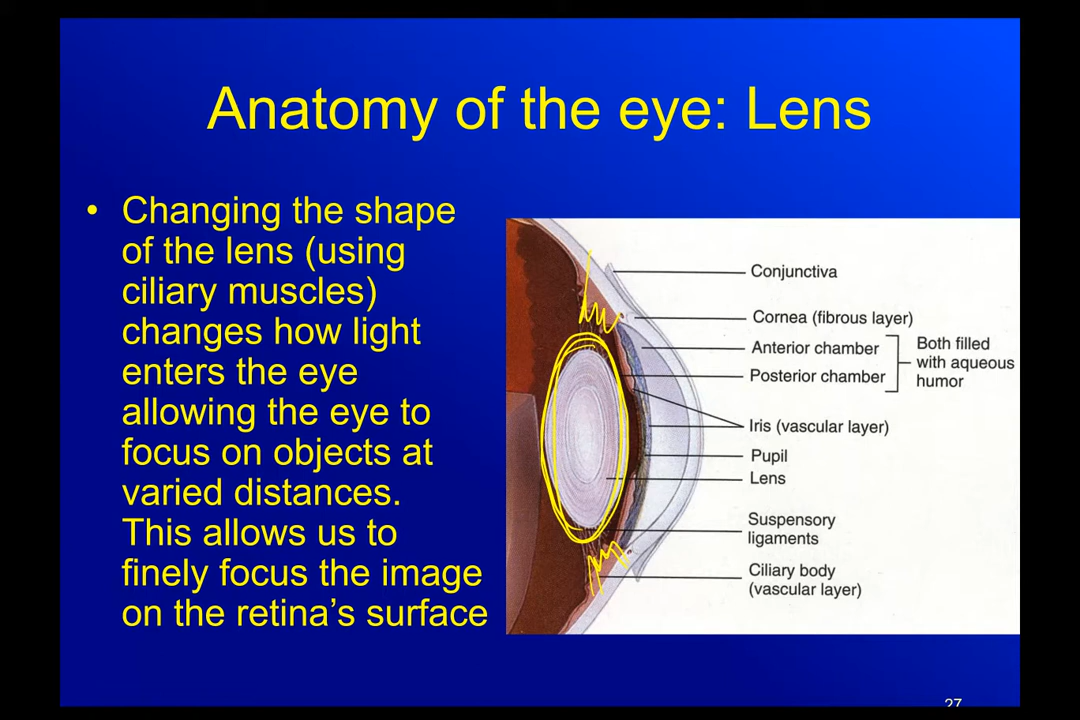 Anatomy of the eye: Lens
• Changing the shape
of the lens (using
ciliary muscles)
changes how light
enters the eye
allowing the eye to
focus on objects at
varied distances.
This allows us to
finely focus the image
on the retina's surface
Conjunctiva
Cornea (fibrous layer)
Anterior chamber
Posterior chamber
Both filled
with aqueous
humor
Iris (vascular layer)
Pupil
Lens
Suspensory
ligaments
Ciliary body
(vascular layer)
27